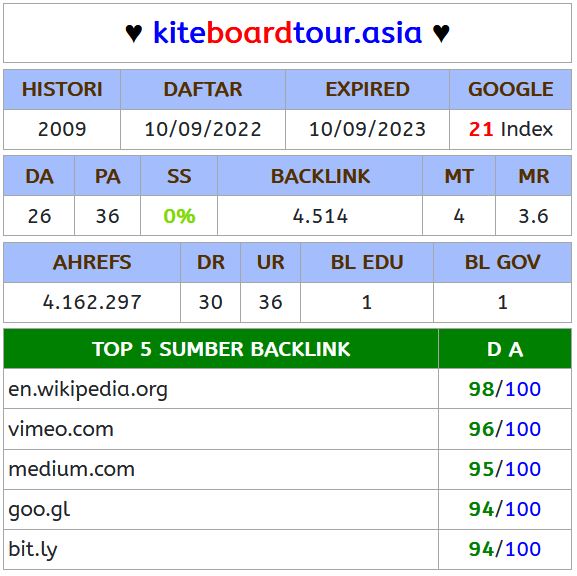 ♥ kiteboardtour.asia ♥
HISTORI DAFTAR EXPIRED GOOGLE
2009 10/09/2022 10/09/2023 21 Index
DA PA SS BACKLINK MT MR
26 36 0% 4.514 4 3.6
AHREFS DR UR BL EDU BL GOV
4.162.297 30 36 1 1
TOP 5 SUMBER BACKLINK D A
en.wikipedia.org 98/100
vimeo.com 96/100
medium.com 95/100
goo.gl 94/100
bit.ly 94/100